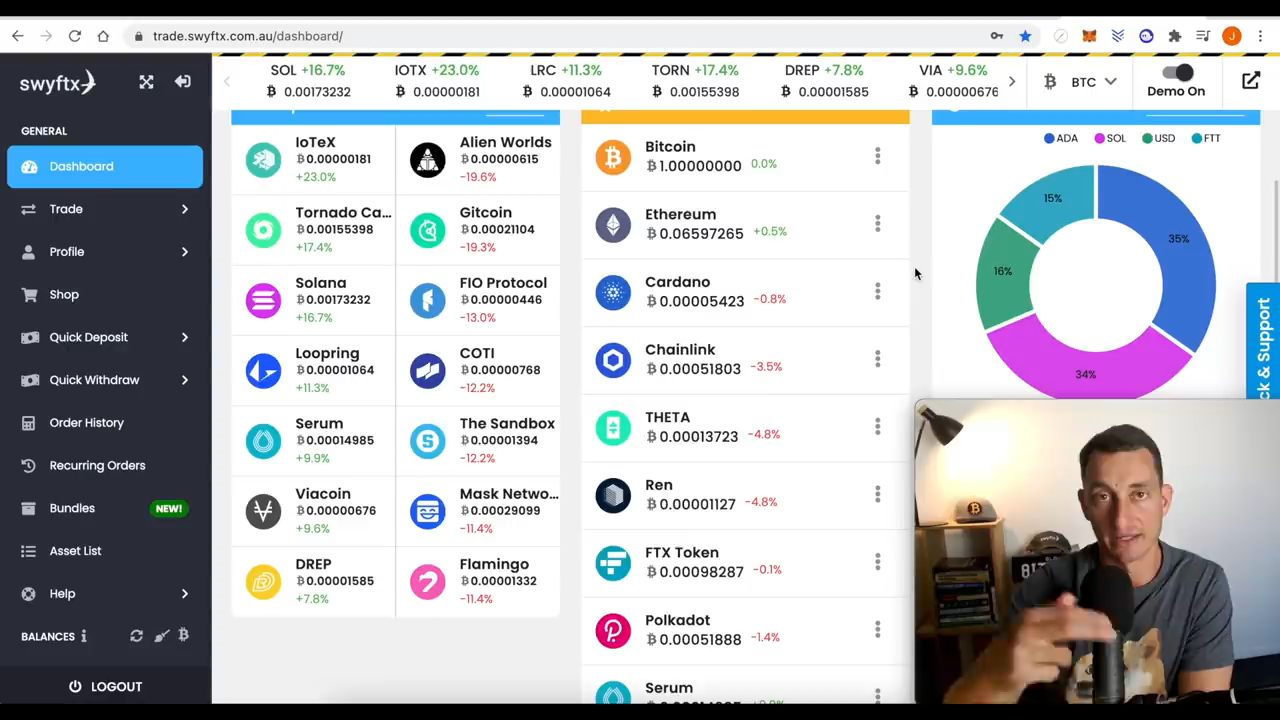 trade.swyftx.com.au/dashboard/
J
swyftx
SOL +16.7%
0.00173232
IOTX +23.0%
0.00000181
LRC +11.3%
0.00001064
TORN +17.4%
0.00155398
DREP +7.8%
0.00001585
VIA +9.6%
0.00000676
BTC
Demo On
GENERAL
Dashboard
Trade
Profile
Shop
Quick Deposit
Quick Withdraw
Order History
Recurring Orders
Bundles NEW!
Asset List
Help
BALANCES
LOGOUT
IoTeX
₿0.00000181
+23.0%
Alien Worlds
₿0.00000615
-19.6%
Tornado Ca...
₿0.00155398
+17.4%
Gitcoin
₿0.00021104
-19.3%
Solana
₿0.00173232
+16.7%
FIO Protocol
₿0.00000446
-13.0%
Loopring
₿0.00001064
+11.3%
COTI
₿0.00000768
-12.2%
Serum
₿0.00014985
+9.9%
The Sandbox
₿0.00001394
-12.2%
Viacoin
₿0.00000676
+9.6%
Mask Netwo...
₿0.00029099
-11.4%
DREP
₿0.00001585
+7.8%
Flamingo
₿0.00001332
-11.4%
Bitcoin
₿1.00000000 0.0%
Ethereum
₿0.06597265 +0.5%
Cardano
₿0.00005423 -0.8%
Chainlink
₿0.00051803 -3.5%
THETA
₿0.00013723 -4.8%
Ren
₿0.00001127 -4.8%
FTX Token
₿0.00098287 -0.1%
Polkadot
₿0.00051888 -1.4%
Serum
ADA SOL USD FTT
15%
35%
16%
34%
& Support
swyftx